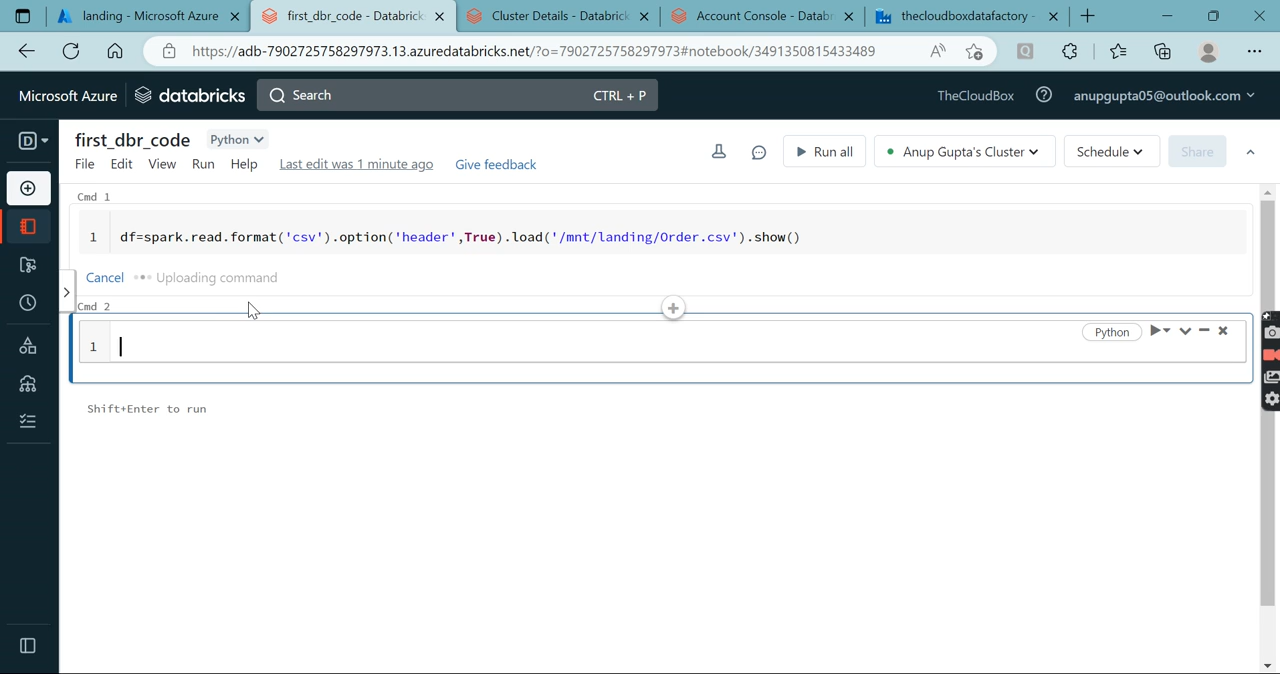 landing - Microsoft Azure
first_dbr_code - Databrick
Cluster Details - Databrick
Account Console - Datab
thecloudboxdatafactory -
https://adb-7902725758297973.13.azuredatabricks.net/?o=7902725758297973#notebook/3491350815433489
Microsoft Azure
databricks
Search
CTRL + P
TheCloudBox
anupgupta05@outlook.com
D
first_dbr_code
Python
File Edit View Run Help Last edit was 1 minute ago Give feedback
Run all
Anup Gupta's Cluster
Schedule
Share
Cmd 1
1 df=spark.read.format('csv').option('header',True).load('/mnt/landing/Order.csv').show()
Cancel Uploading command
Cmd 2
1
Python
Shift+Enter to run